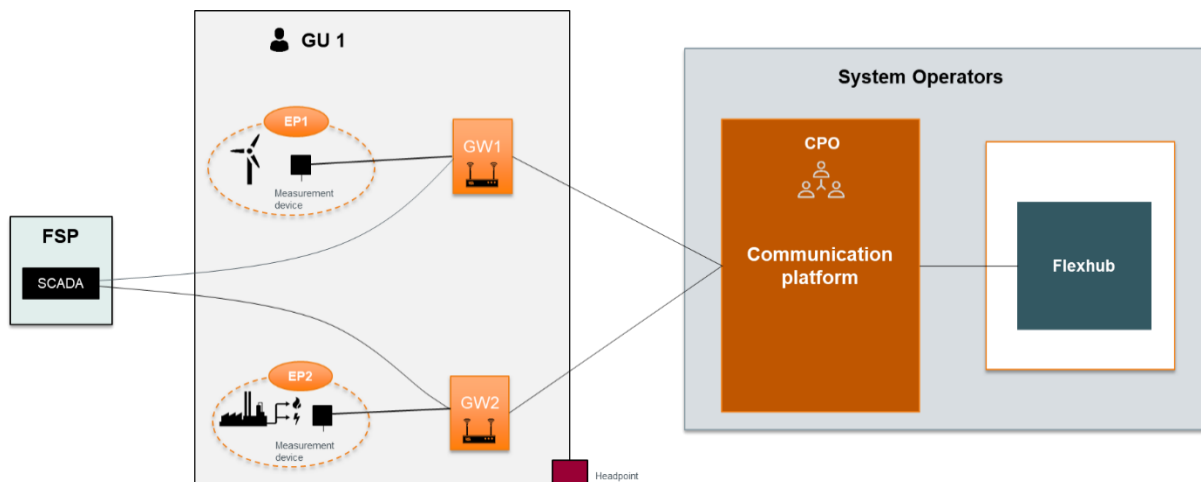 GU 1
System Operators
EP1
GW1
Measurement
device
CPO
FSP
SCADA
Communication
platform
Flexhub
EP2
GW2
Measurement
device
Headpoint